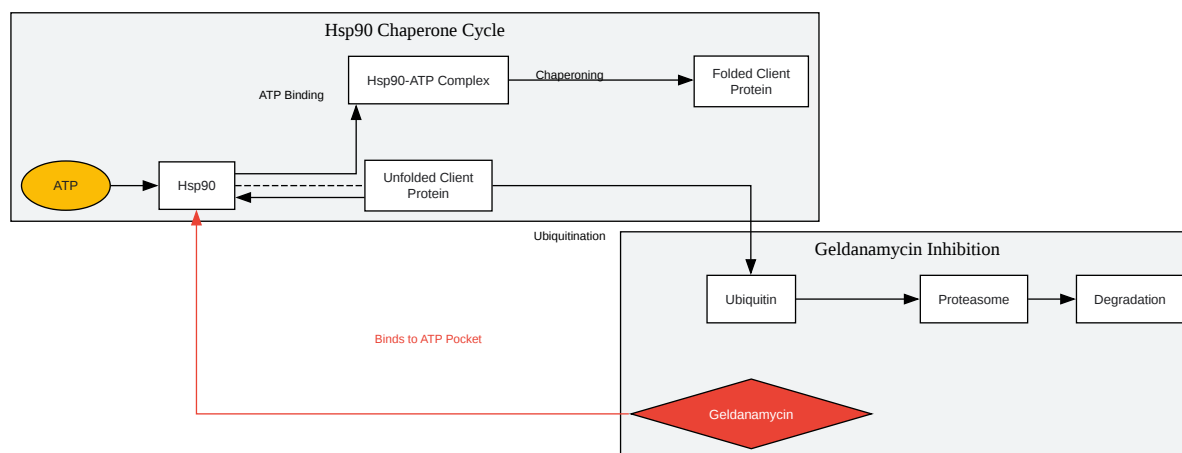 Hsp90 Chaperone Cycle
Hsp90-ATP Complex
Chaperoning
Folded Client
Protein
ATP Binding
ATP
Hsp90
Unfolded Client
Protein
Ubiquitination
Geldanamycin Inhibition
Ubiquitin
Proteasome
Degradation
Binds to ATP Pocket
Geldanamycin